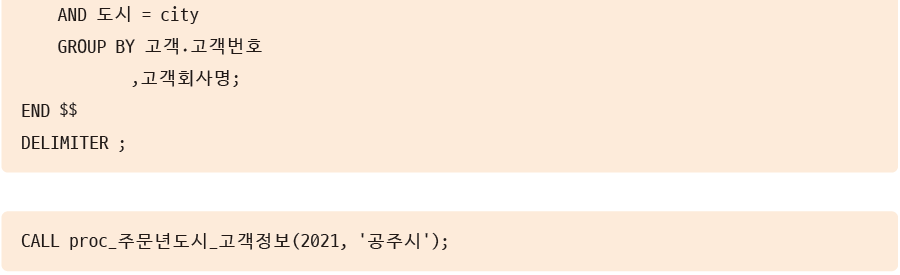 AND 도시 = city
GROUP BY 고객.고객번호
,고객회사명;
END $$
DELIMITER ;
CALL proc_주문년도시_고객정보(2021, '공주시');